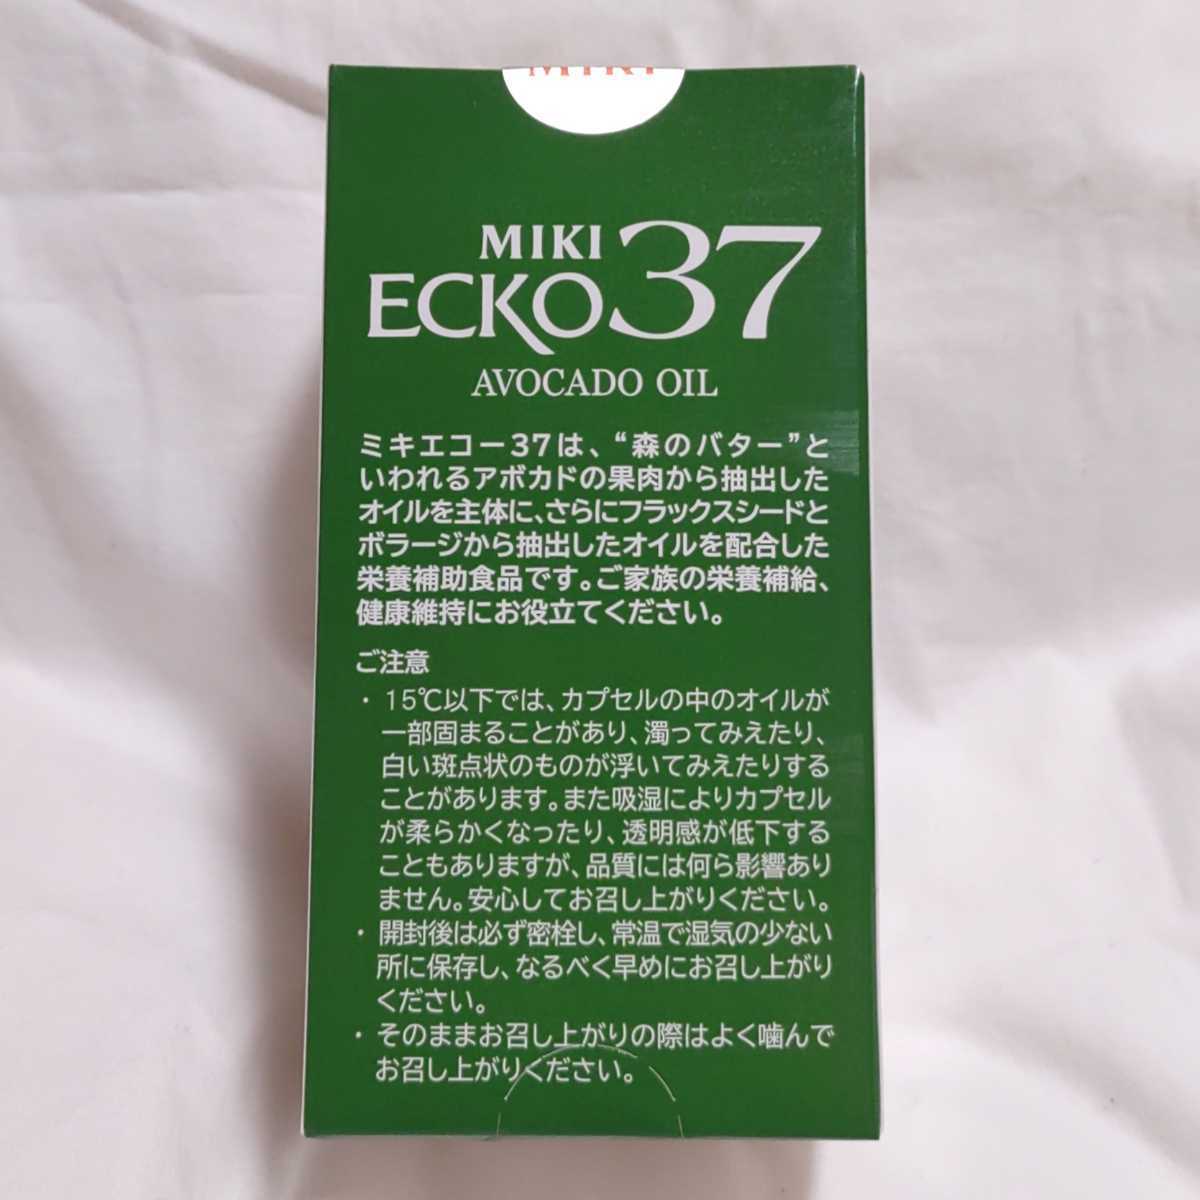 MIKI
MIKI
ECKO37
AVOCADO OIL
ミキエコー37は、“森のバター”と
いわれるアボカドの果肉から抽出した
オイルを主体に、さらにフラックスシードと
ボラージから抽出したオイルを配合した
栄養補助食品です。ご家族の栄養補給、
健康維持にお役立てください。
ご注意
・15℃以下では、カプセルの中のオイルが
一部固まることがあり、濁ってみえたり、
白い斑点状のものが浮いてみえたりする
ことがあります。また吸湿によりカプセル
が柔らかくなったり、透明感が低下する
こともありますが、品質には何ら影響あり
ません。安心してお召し上がりください。
・開封後は必ず密栓し、常温で湿気の少ない
所に保存し、なるべく早めにお召し上がり
ください。
・そのままお召し上がりの際はよく噛んで
お召し上がりください。